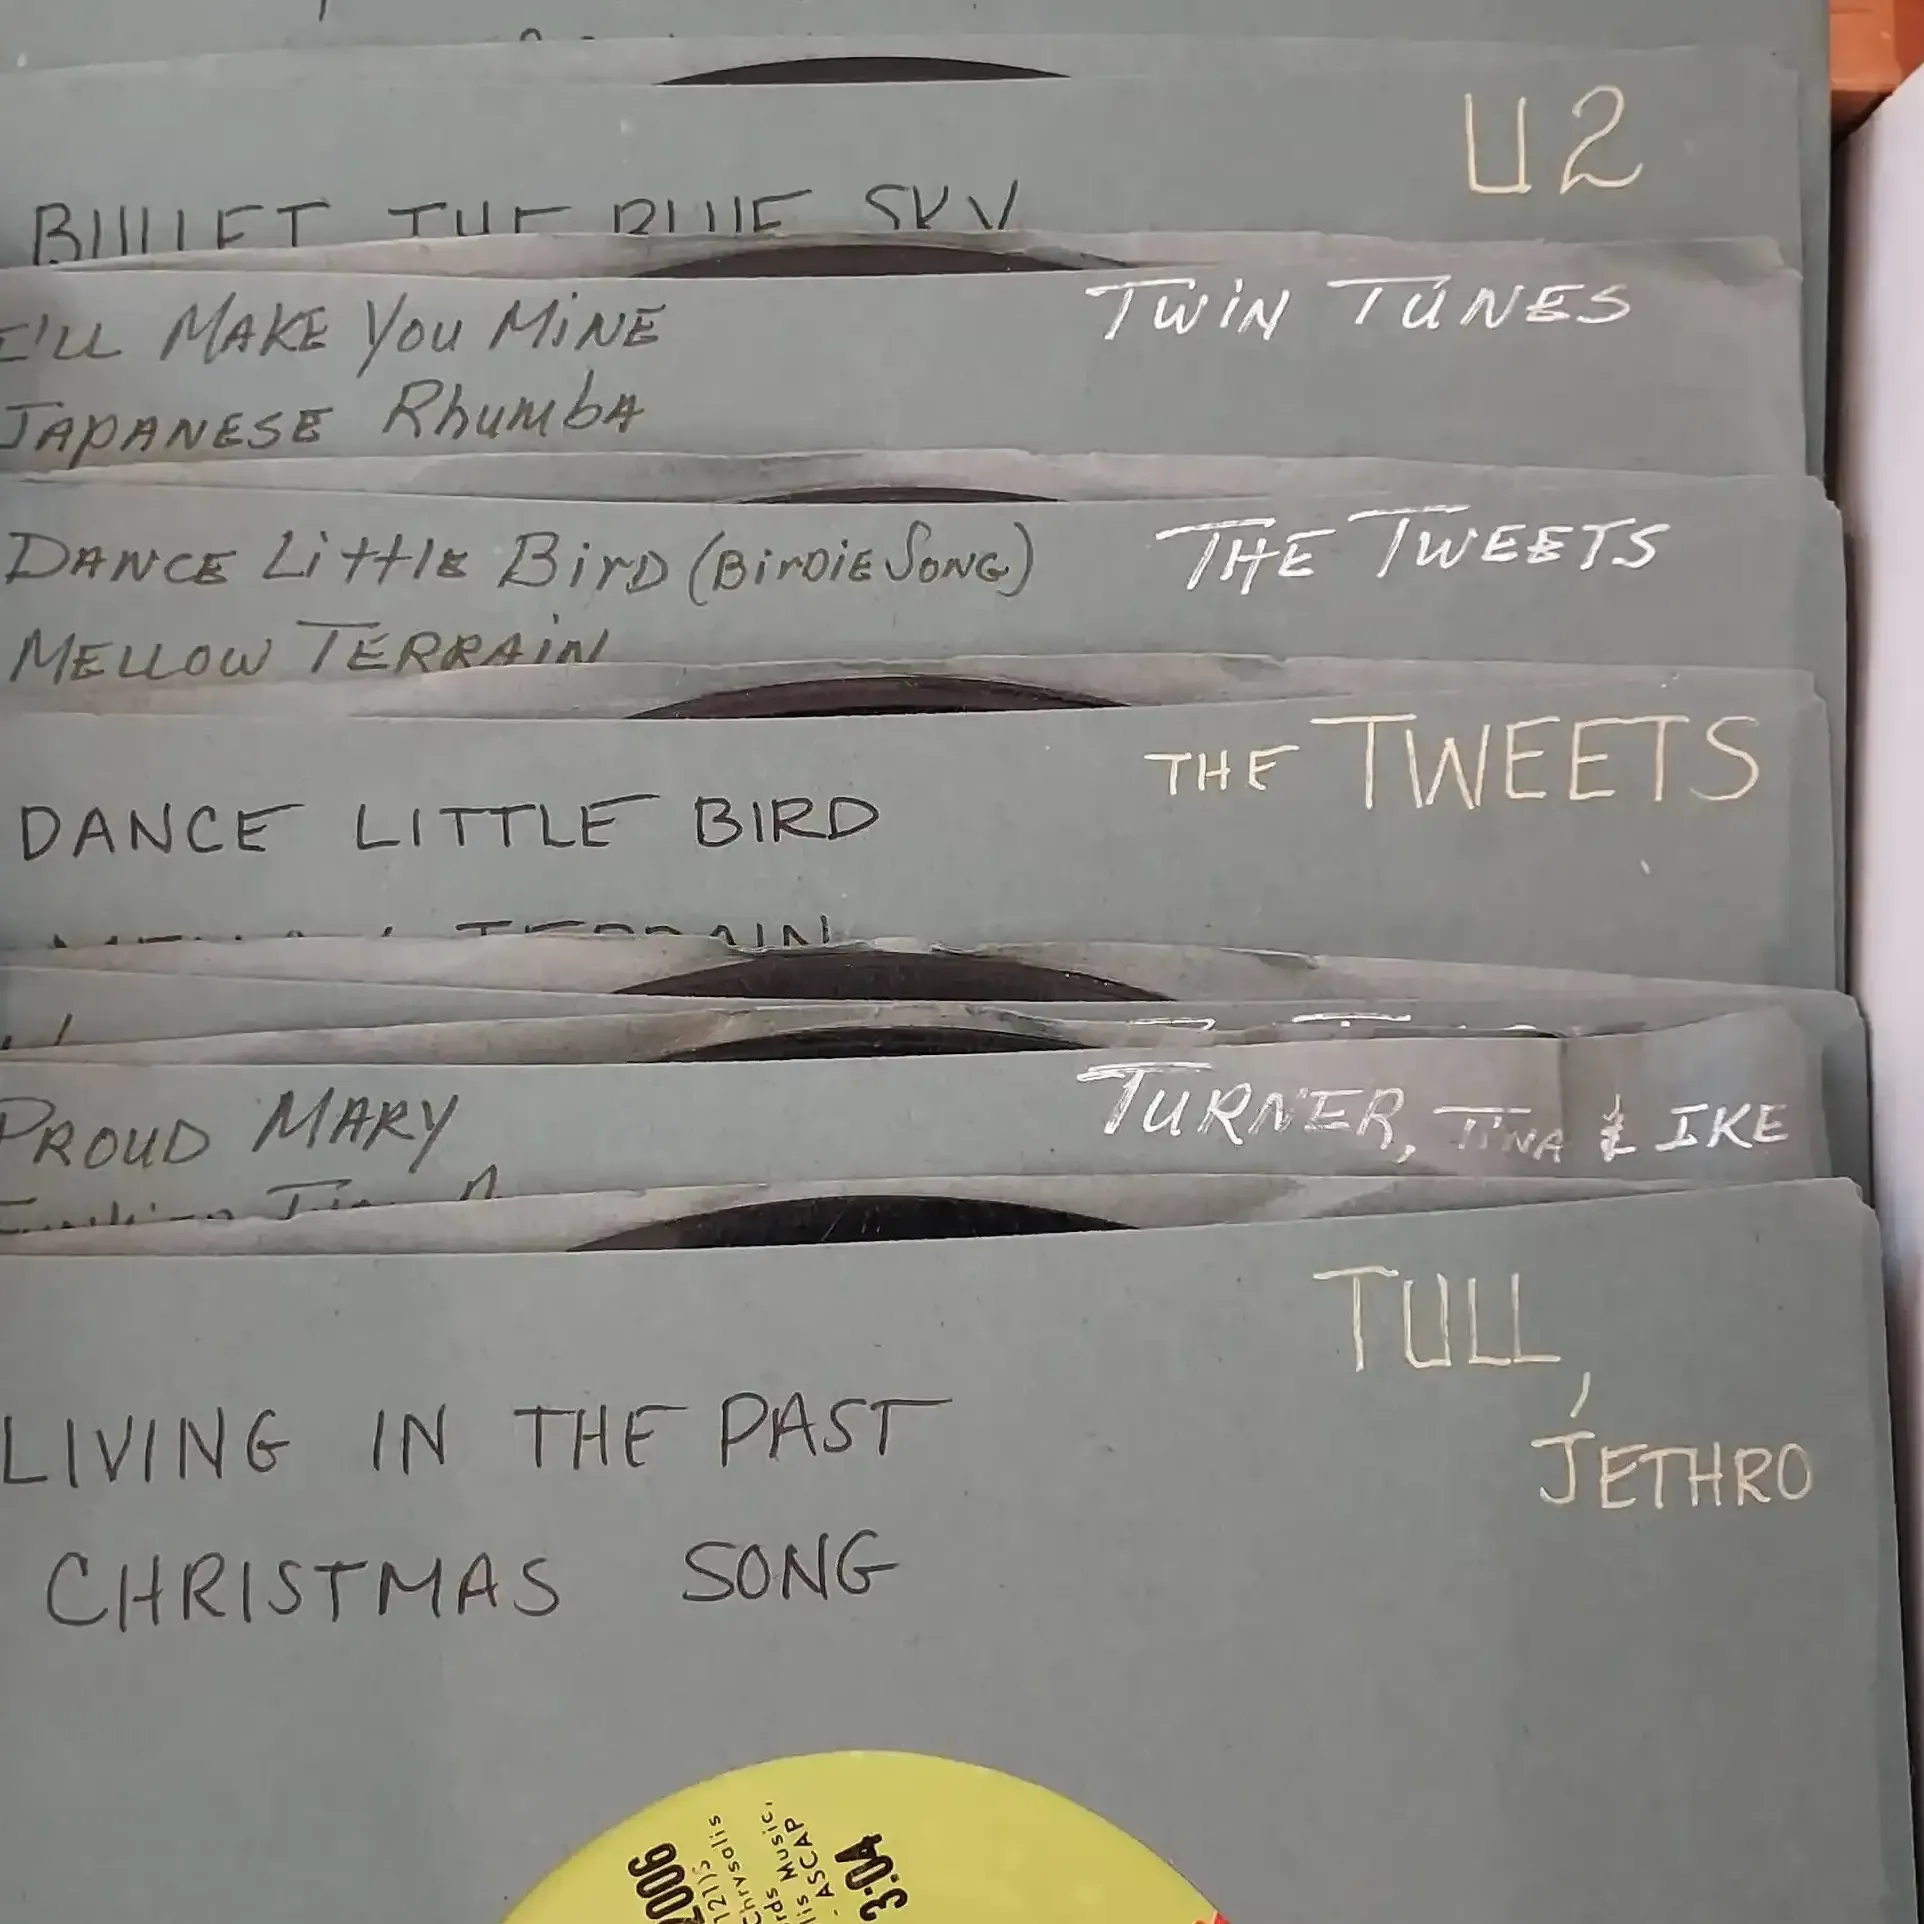 U2
BULLET THE BLUE SKY
TWIN TUNES
I'LL MAKE YOU MINE
JAPANESE RHUMBA
THE TWEETS
DANCE LITTLE BIRD (BIRDIE SONG)
MELLOW TERRAIN
THE TWEETS
DANCE LITTLE BIRD
TERRAIN
TURNER, TINA & IKE
PROUD MARY
TULL,
JETHRO
LIVING IN THE PAST
CHRISTMAS SONG
Chrysalis
Music,
ASCAP
3:04